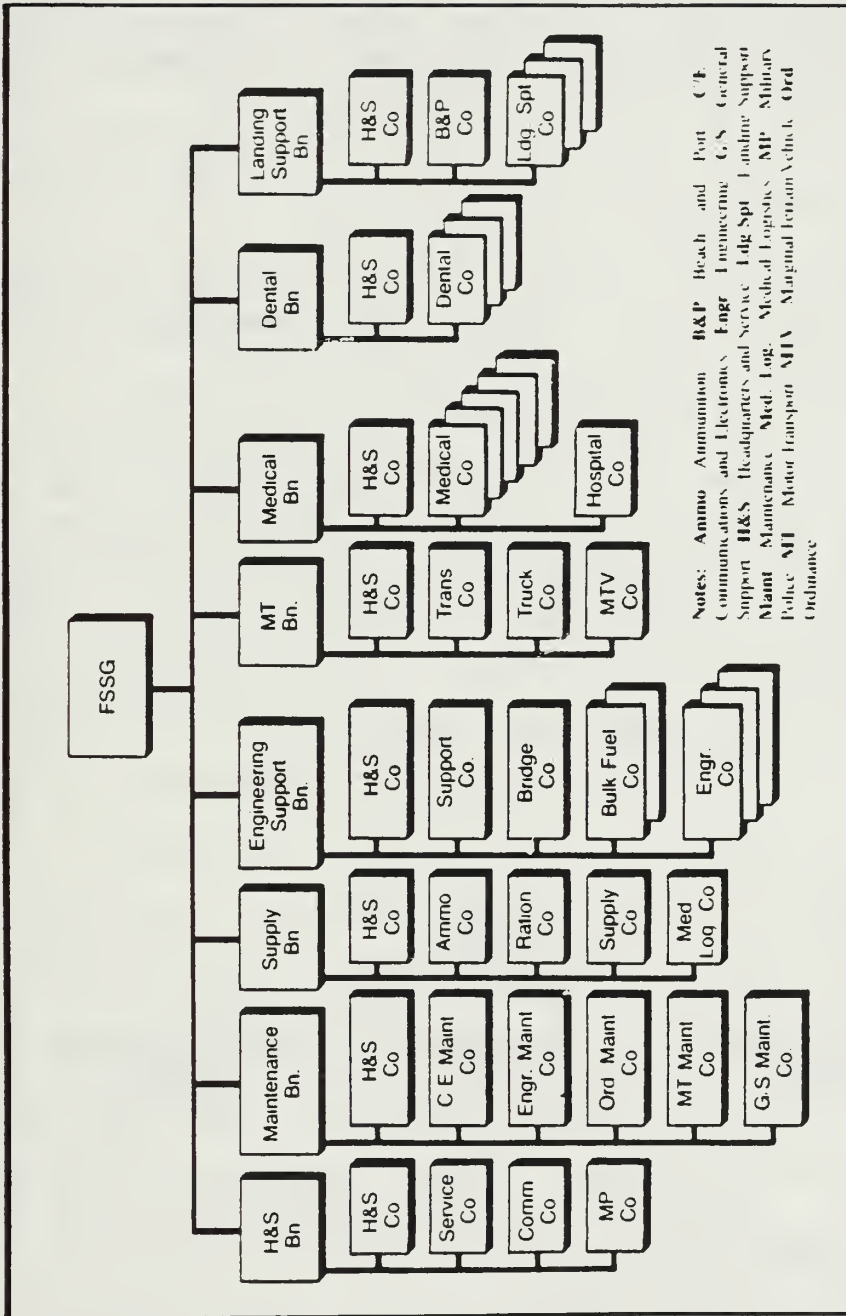 FSSG
H&S
Bn
H&S
Co
Service
Co
Comm
Co
MP
Co
Maintenance
Bn.
H&S
Co
C E Maint
Co
Engr. Maint
Co
Ord Maint
Co
MT Maint
Co
G.S Maint.
Co.
Supply
Bn
H&S
Co
Ammo
Co
Ration
Co
Supply
Co
Med
Log Co
Engineering
Support
Bn.
H&S
Co
Support
Co.
Bridge
Co
Bulk Fuel
Co
Engr.
Co
MT
Bn.
H&S
Co
Trans
Co
Truck
Co
MTV
Co
Medical
Bn
H&S
Co
Medical
Co
Hospital
Co
Dental
Bn
H&S
Co
Dental
Co
Landing
Support
Bn
H&S
Co
B&P
Co
Ldg Spt
Co
Notes: Ammo Ammunition B&P Beach and Port C/E
Communications and Electronics Engr Engineering G/S General
Support H&S Headquarters and Service Ldg Spt Landing Support
Maint Maintenance Med. Log. Medical Logistics MP Military
Police MT Motor Transport MTV Marginal Terrain Vehicle Ord
Ordnance